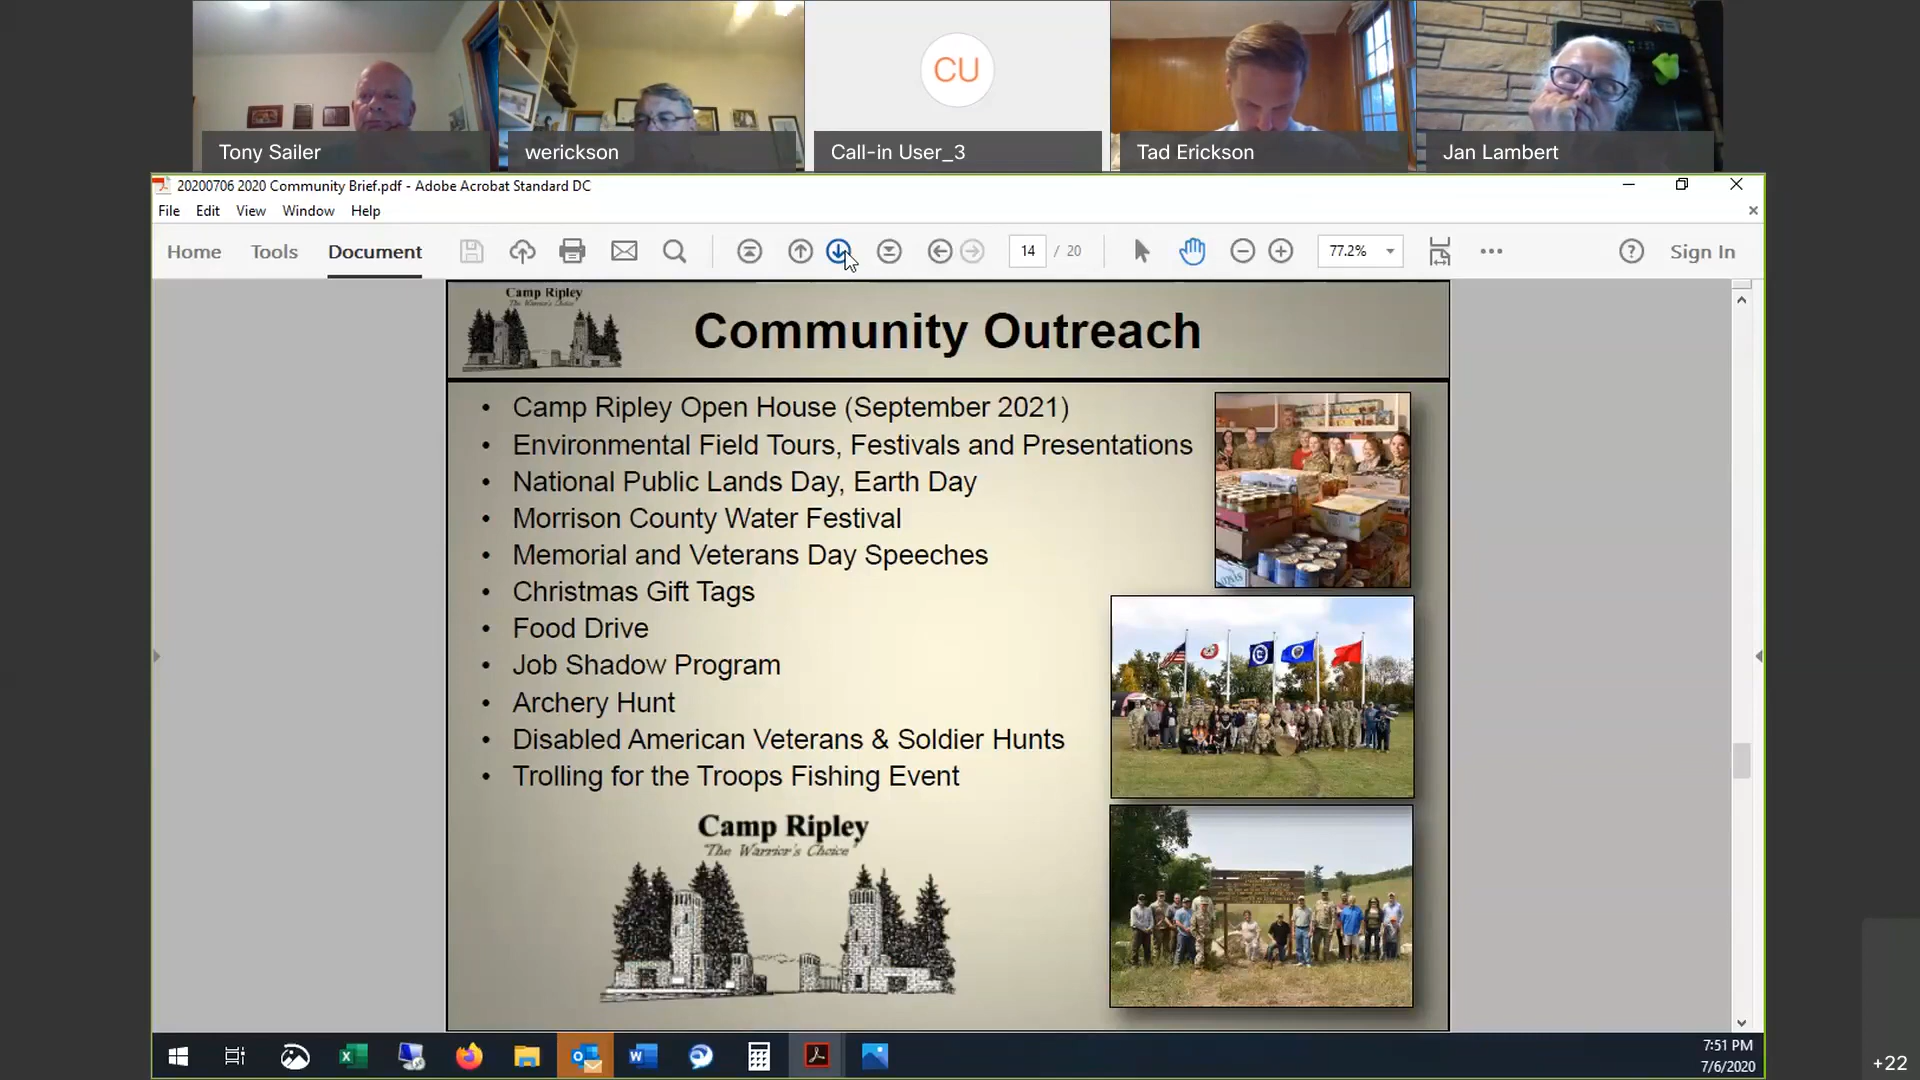 CU
Tony Sailer
werickson
Call-in User_3
Tad Erickson
Jan Lambert
20200706 2020 Community Brief.pdf - Adobe Acrobat Standard DC
File Edit View Window Help
Home Tools Document 14 / 20 77.2% Sign In
Camp Ripley
The Warrior's Choice
Community Outreach
• Camp Ripley Open House (September 2021)
• Environmental Field Tours, Festivals and Presentations
• National Public Lands Day, Earth Day
• Morrison County Water Festival
• Memorial and Veterans Day Speeches
• Christmas Gift Tags
• Food Drive
• Job Shadow Program
• Archery Hunt
• Disabled American Veterans & Soldier Hunts
• Trolling for the Troops Fishing Event
Camp Ripley
"The Warrior's Choice"
7:51 PM
7/6/2020
+22